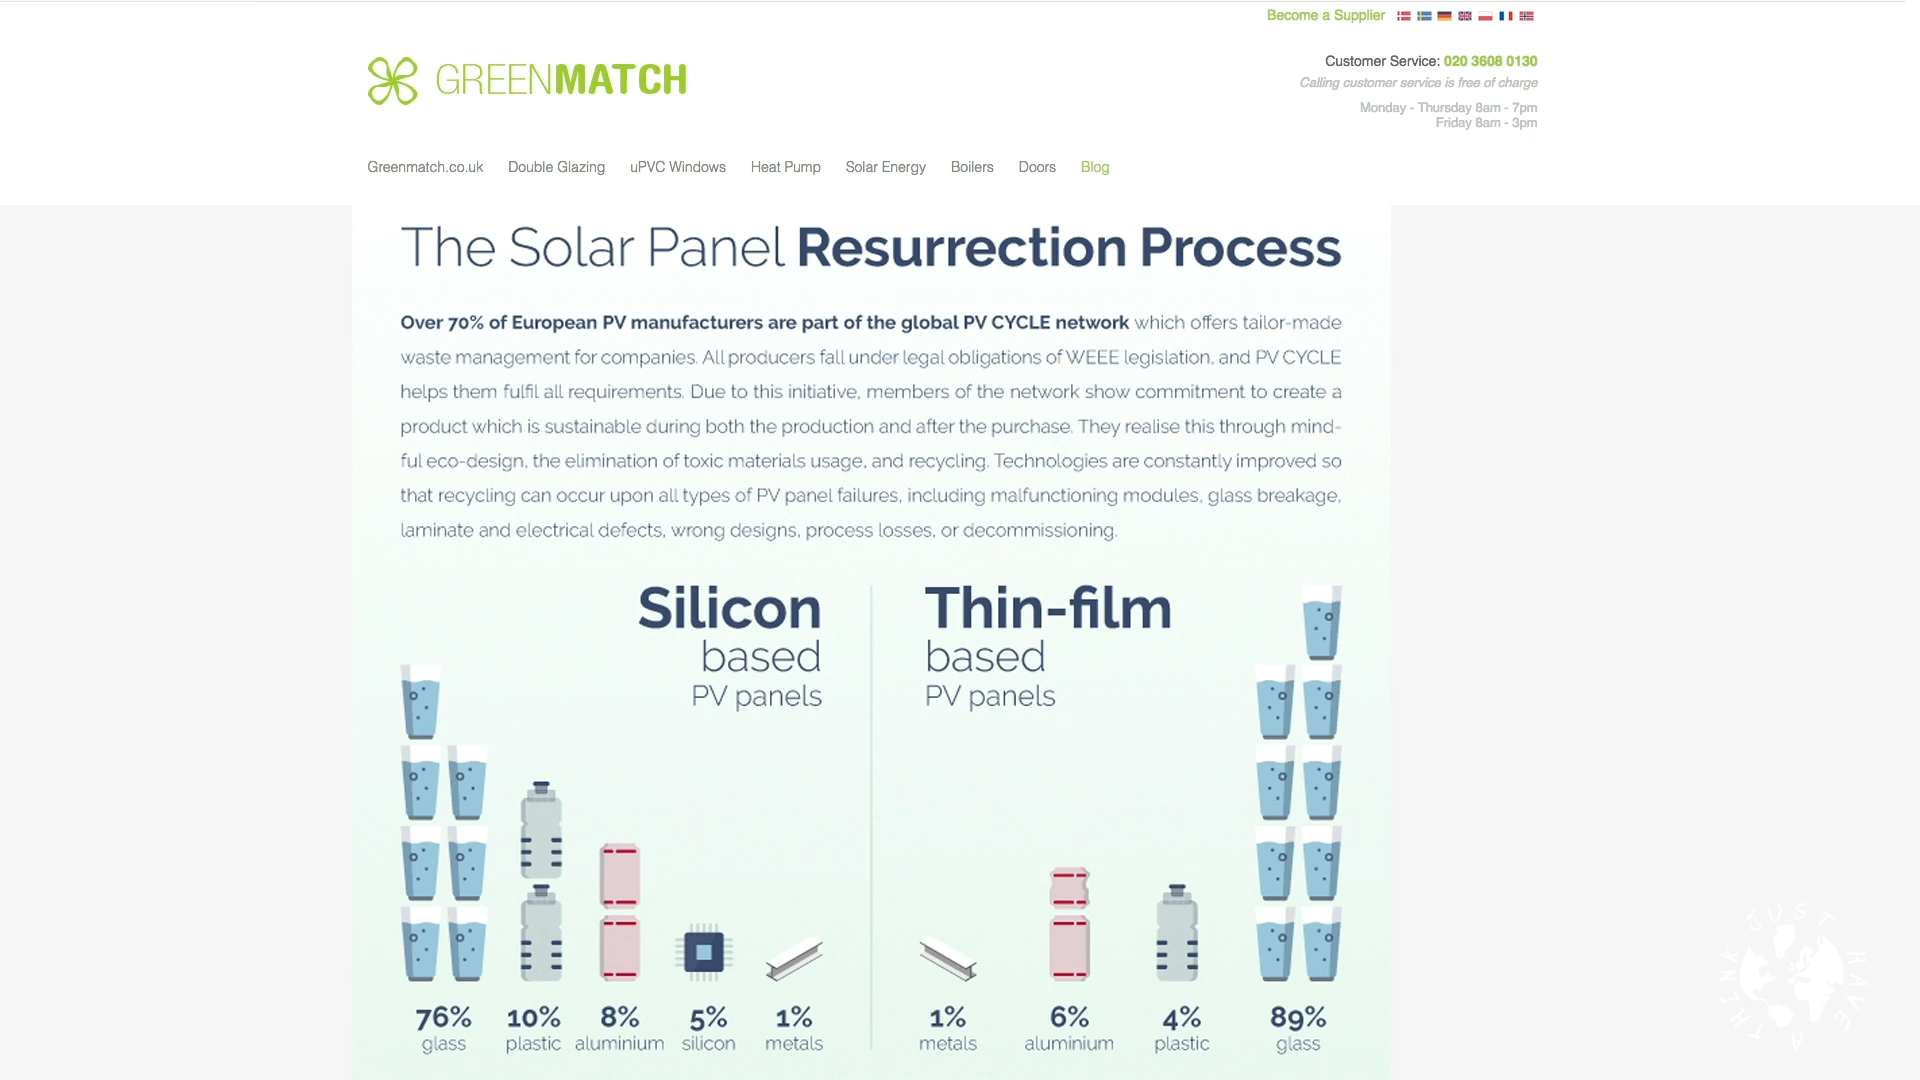 Become a Supplier
GREENMATCH
Customer Service: 020 3608 0130
Calling customer service is free of charge
Monday - Thursday 8am - 7pm
Friday 8am - 3pm
Greenmatch.co.uk Double Glazing uPVC Windows Heat Pump Solar Energy Boilers Doors Blog
The Solar Panel Resurrection Process
Over 70% of European PV manufacturers are part of the global PV CYCLE network which offers tailor-made
waste management for companies. All producers fall under legal obligations of WEEE legislation, and PV CYCLE
helps them fulfil all requirements. Due to this initiative, members of the network show commitment to create a
product which is sustainable during both the production and after the purchase. They realise this through mind-
ful eco-design, the elimination of toxic materials usage, and recycling. Technologies are constantly improved so
that recycling can occur upon all types of PV panel failures, including malfunctioning modules, glass breakage,
laminate and electrical defects, wrong designs, process losses, or decommissioning.
Silicon
based
PV panels
76% 10% 8% 5% 1%
glass plastic aluminium silicon metals
Thin-film
based
PV panels
1% 6% 4% 89%
metals aluminium plastic glass
JUST HAVE A THINK